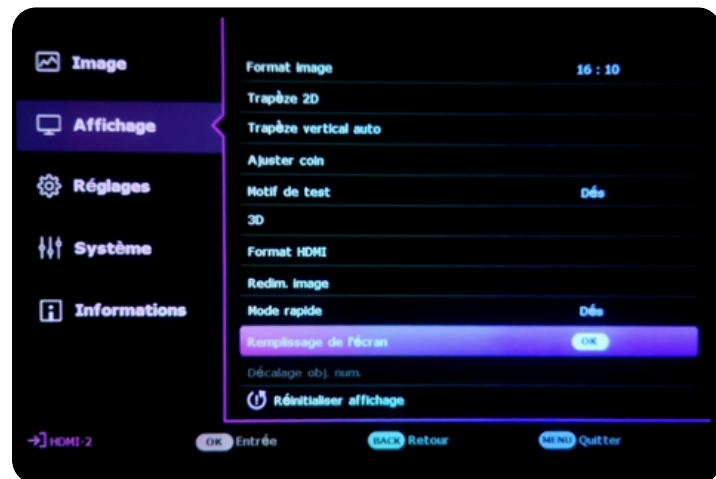 Image
Affichage
Réglages
Système
Informations
Format image 16 : 10
Trapèze 2D
Trapèze vertical auto
Ajuster coin
Motif de test Dés
3D
Format HDMI
Redim. image
Mode rapide Dés
Remplissage de l'écran OK
Décalage obj. num.
Réinitialiser affichage
HDMI-2 OK Entrée BACK Retour MENU Quitter